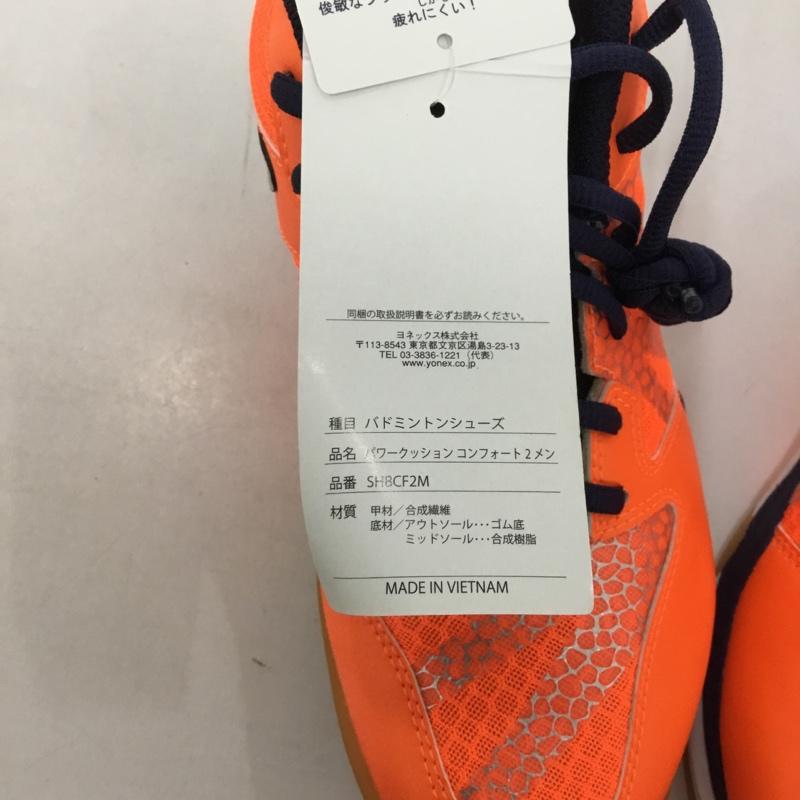 俊敏な
疲れにくい！
同梱の取扱説明書を必ずお読みください。
ヨネックス株式会社
〒113-8543 東京都文京区湯島3-23-13
TEL 03-3836-1221（代表）
www.yonex.co.jp
種目 バドミントンシューズ
品名 パワークッション コンフォート 2 メン
品番 SHBCF2M
材質 甲材／合成繊維
底材／アウトソール･･･ゴム底
ミッドソール･･･合成樹脂
MADE IN VIETNAM